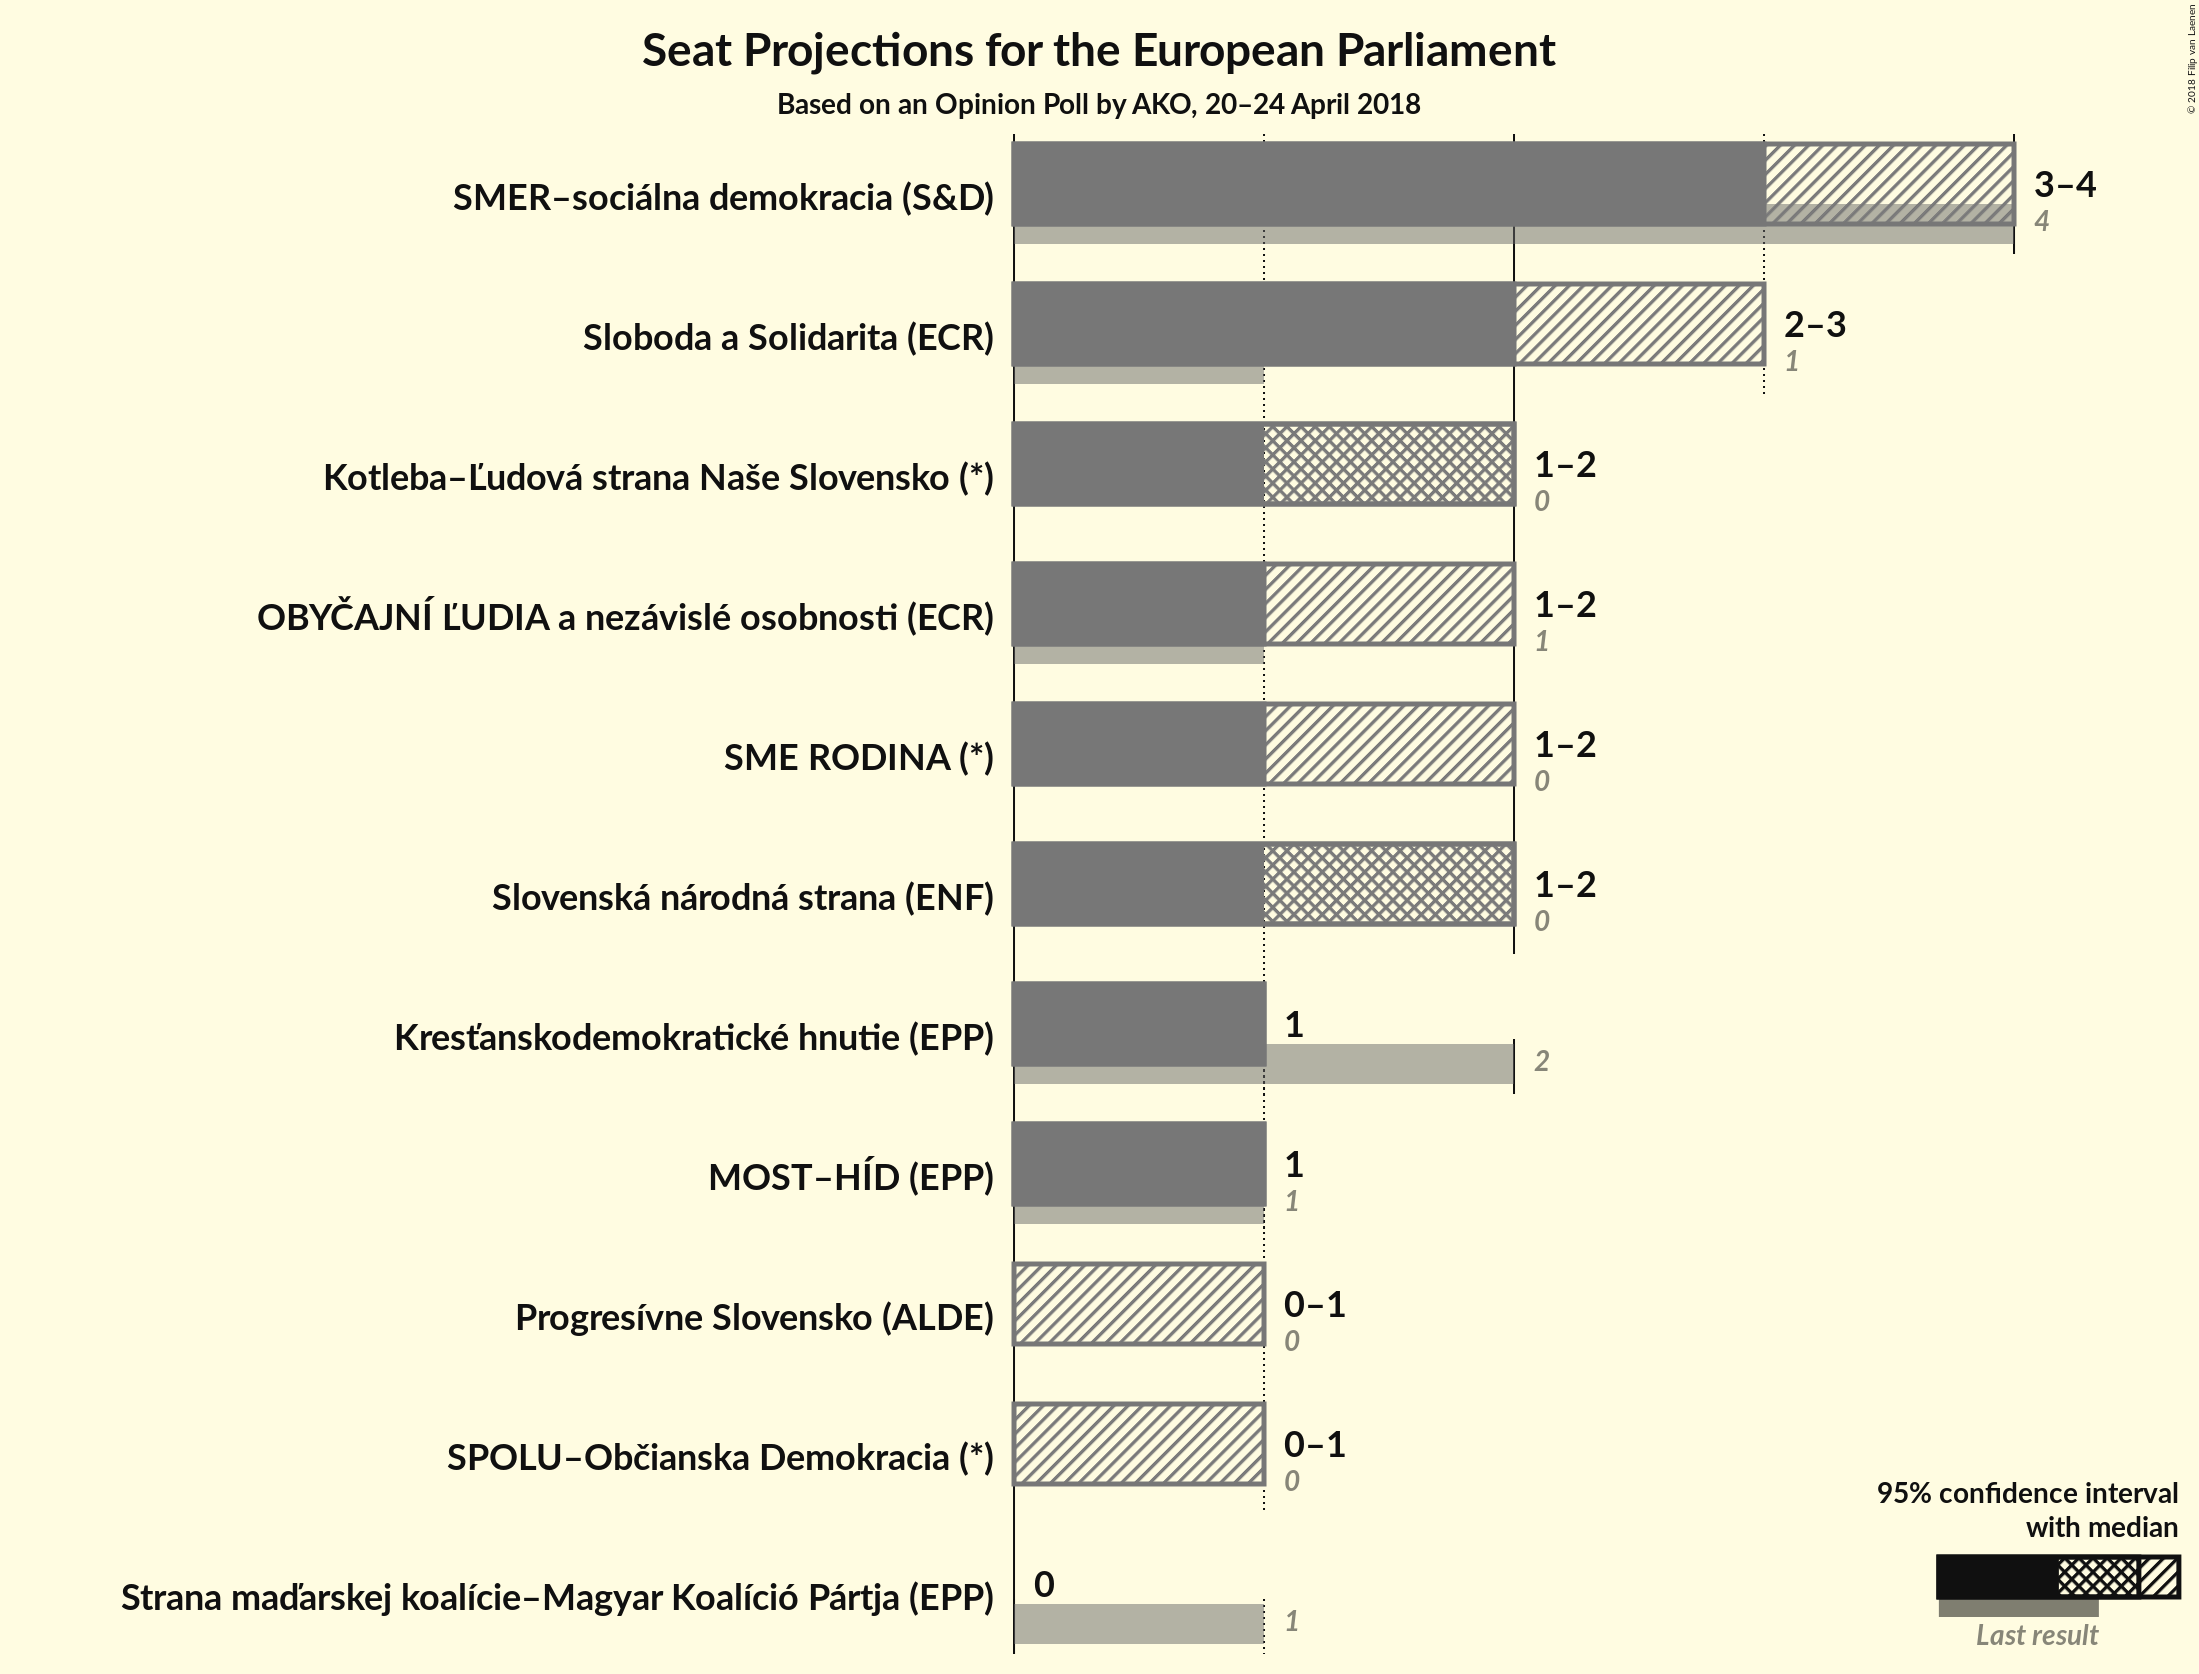 Seat Projections for the European Parliament
Based on an Opinion Poll by AKO, 20–24 April 2018
© 2018 Filip van Laenen
SMER–sociálna demokracia (S&D)
3–4
4
Sloboda a Solidarita (ECR)
2–3
1
Kotleba–Ľudová strana Naše Slovensko (*)
1–2
0
OBYČAJNÍ ĽUDIA a nezávislé osobnosti (ECR)
1–2
1
SME RODINA (*)
1–2
0
Slovenská národná strana (ENF)
1–2
0
Kresťanskodemokratické hnutie (EPP)
1
2
MOST–HÍD (EPP)
1
1
Progresívne Slovensko (ALDE)
0–1
0
SPOLU–Občianska Demokracia (*)
0–1
0
Strana maďarskej koalície–Magyar Koalíció Pártja (EPP)
0
1
95% confidence interval
with median
Last result